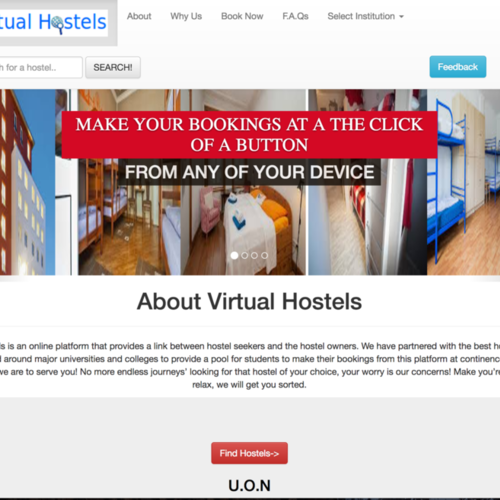 tual Hostels
About Why Us Book Now F.A.Qs Select Institution
h for a hostel.. SEARCH! Feedback
MAKE YOUR BOOKINGS AT A THE CLICK
OF A BUTTON
FROM ANY OF YOUR DEVICE
About Virtual Hostels
ls is an online platform that provides a link between hostel seekers and the hostel owners. We have partnered with the best ho
l around major universities and colleges to provide a pool for students to make their bookings from this platform at continenc
we are to serve you! No more endless journeys' looking for that hostel of your choice, your worry is our concerns! Make you're
relax, we will get you sorted.
Find Hostels->
U.O.N